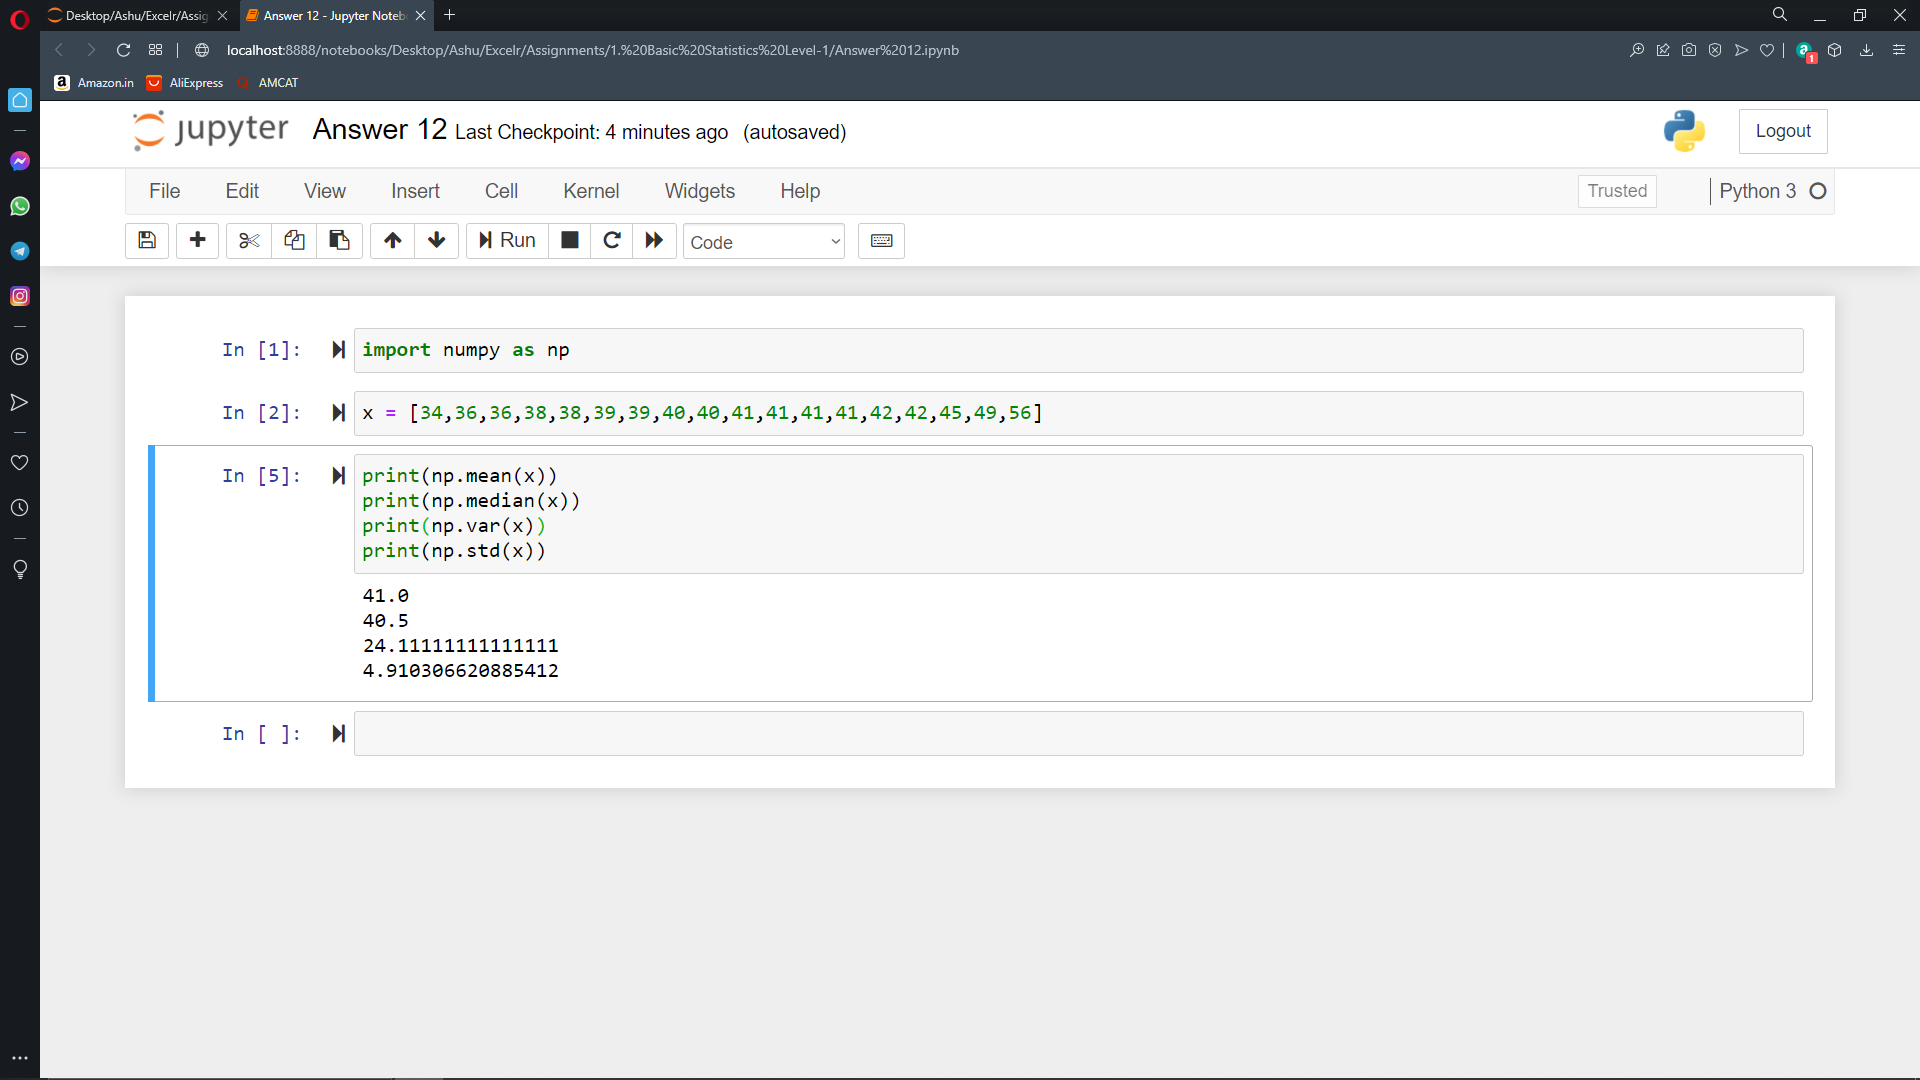 Desktop/Ashu/Excelr/Assig
Answer 12 - Jupyter Noteb
localhost:8888/notebooks/Desktop/Ashu/Excelr/Assignments/1.%20Basic%20Statistics%20Level-1/Answer%2012.ipynb
1
a Amazon.in AliExpress AMCAT
jupyter Answer 12 Last Checkpoint: 4 minutes ago (autosaved)
Logout
File Edit View Insert Cell Kernel Widgets Help
Trusted
Python 3
Run
Code
In [1]: import numpy as np
In [2]: x = [34,36,36,38,38,39,39,40,40,41,41,41,41,42,42,45,49,56]
In [5]: print(np.mean(x))
print(np.median(x))
print(np.var(x))
print(np.std(x))
41.0
40.5
24.11111111111111
4.910306620885412
In [ ]: